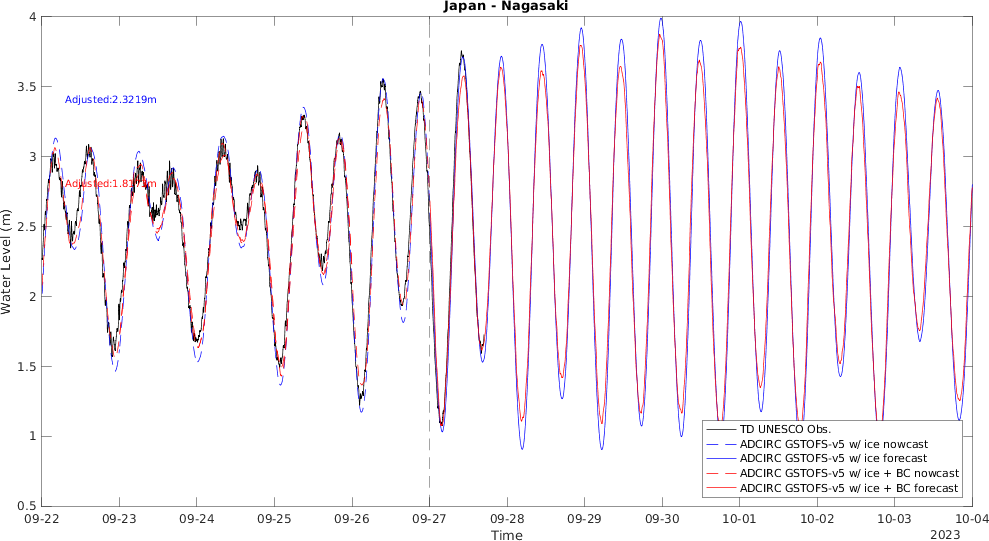 Japan - Nagasaki
4
3.5
3
2.5
2
1.5
1
0.5
Water Level (m)
Adjusted:2.3219m
09-22
09-23
09-24
09-25
09-26
09-27
09-28
09-29
09-30
10-01
10-02
10-03
10-04
Time
2023
TD UNESCO Obs.
ADCIRC GSTOFS-v5 w/ ice nowcast
ADCIRC GSTOFS-v5 w/ ice forecast
ADCIRC GSTOFS-v5 w/ ice + BC nowcast
ADCIRC GSTOFS-v5 w/ ice + BC forecast